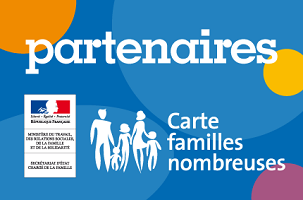 partenaires
Liberté • Égalité • Fraternité
RÉPUBLIQUE FRANÇAISE
MINISTÈRE DU TRAVAIL,
DES RELATIONS SOCIALES,
DE LA FAMILLE
ET DE LA SOLIDARITÉ
SECRÉTARIAT D'ÉTAT
CHARGÉ DE LA FAMILLE
Carte
familles
nombreuses